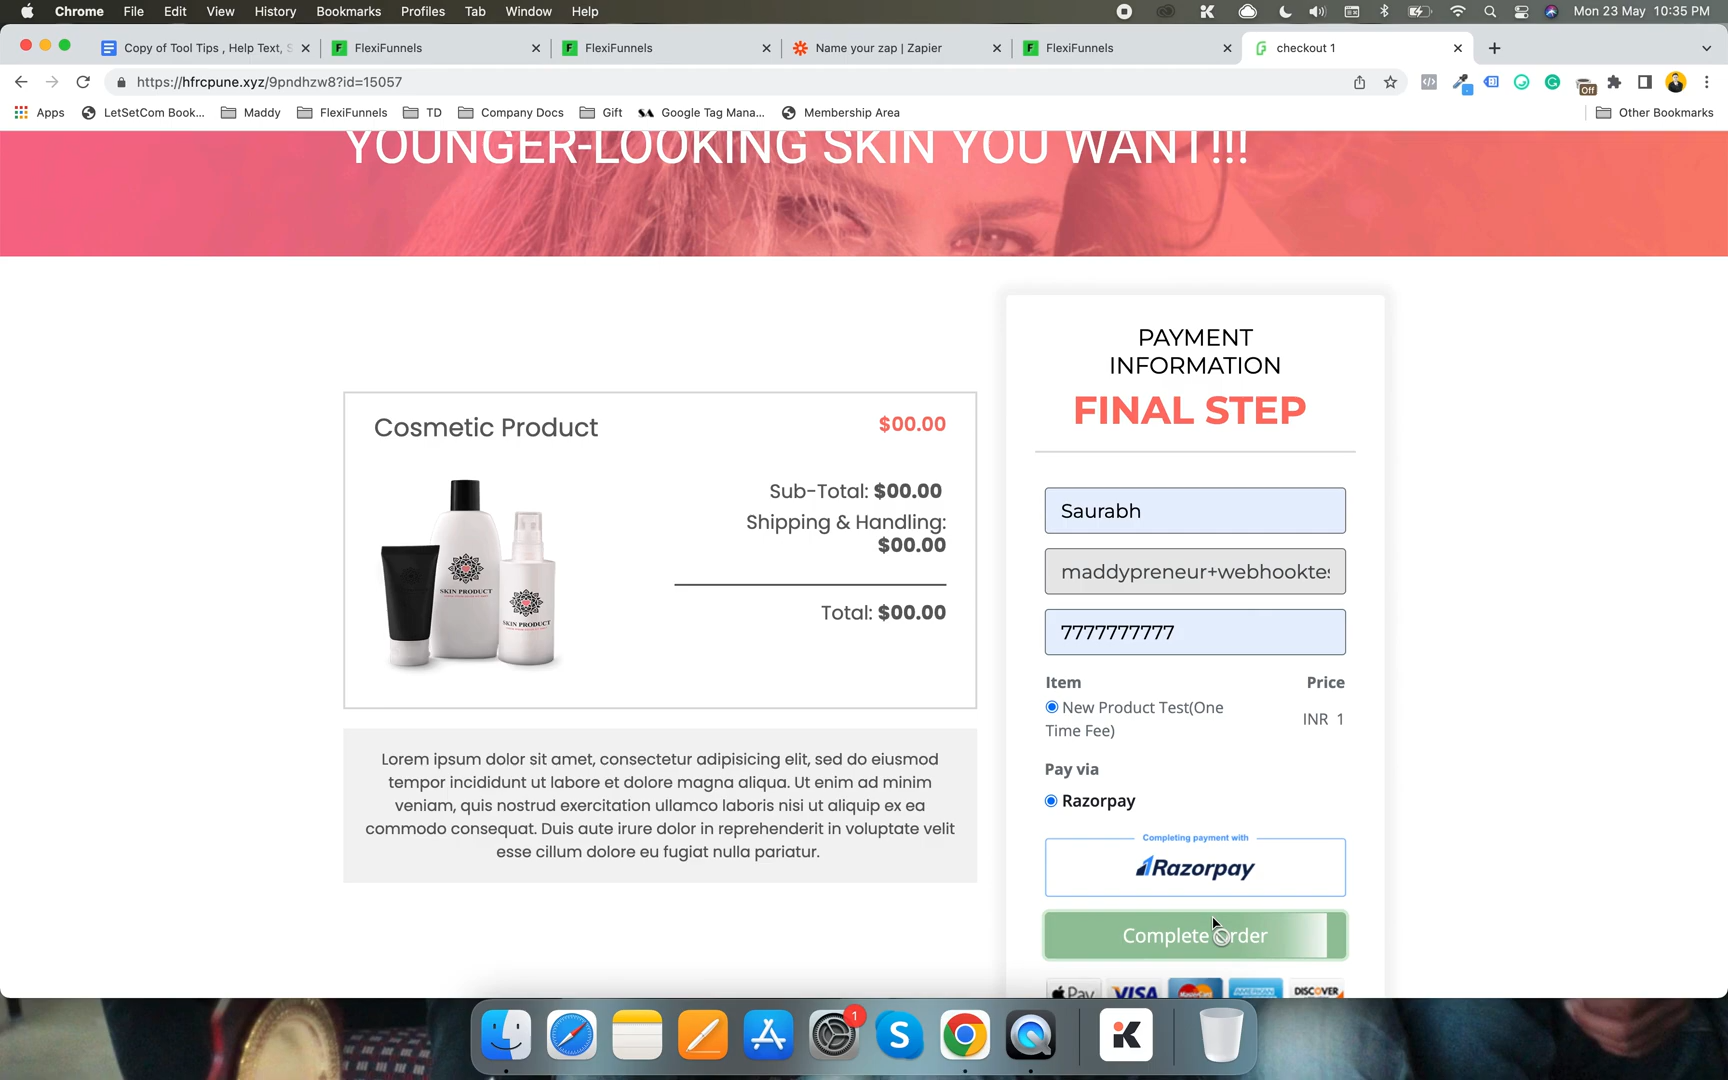 Chrome File Edit View History Bookmarks Profiles Tab Window Help Mon 23 May 10:35 PM
Copy of Tool Tips , Help Text, FlexiFunnels FlexiFunnels Name your zap | Zapier FlexiFunnels checkout 1
https://hfrcpune.xyz/9pndhzw8?id=15057
Off
Apps LetSetCom Book... Maddy FlexiFunnels TD Company Docs Gift Google Tag Mana... Membership Area Other Bookmarks
YOUNGER-LOOKING SKIN YOU WANT!!!
PAYMENT
INFORMATION
FINAL STEP
Cosmetic Product $00.00
Sub-Total: $00.00
Shipping & Handling:
$00.00
Total: $00.00
SKIN PRODUCT
SKIN PRODUCT
Saurabh
maddypreneur+webhooktes
7777777777
Item Price
New Product Test(One
Time Fee)
INR 1
Pay via
Razorpay
Completing payment with
Razorpay
Complete Order
Lorem ipsum dolor sit amet, consectetur adipisicing elit, sed do eiusmod
tempor incididunt ut labore et dolore magna aliqua. Ut enim ad minim
veniam, quis nostrud exercitation ullamco laboris nisi ut aliquip ex ea
commodo consequat. Duis aute irure dolor in reprehenderit in voluptate velit
esse cillum dolore eu fugiat nulla pariatur.
Pay VISA MasterCard AMERICAN DISCOVER
1